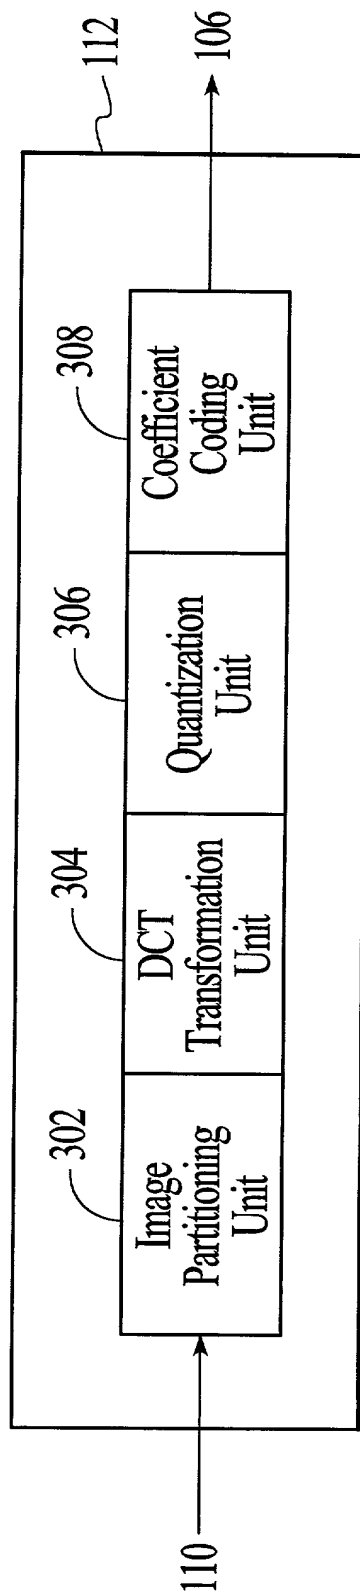 112
302
304
306
308
110
Image
Partitioning
Unit
DCT
Transformation
Unit
Quantization
Unit
Coefficient
Coding
Unit
106